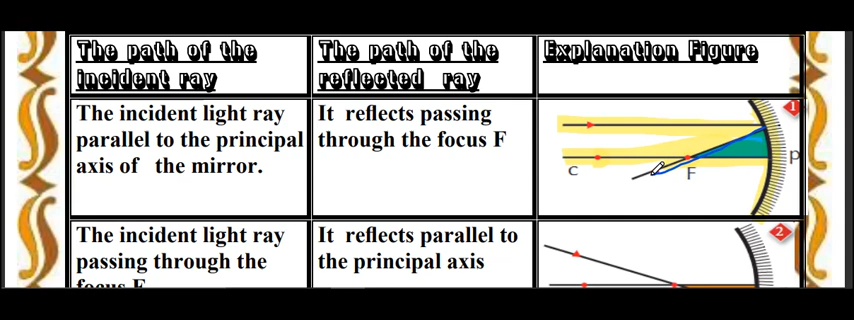 The path of the
incident ray
The path of the
reflected ray
Explanation Figure
The incident light ray
parallel to the principal
axis of the mirror.
It reflects passing
through the focus F
1
C
F
P
The incident light ray
passing through the
focus F
It reflects parallel to
the principal axis
2